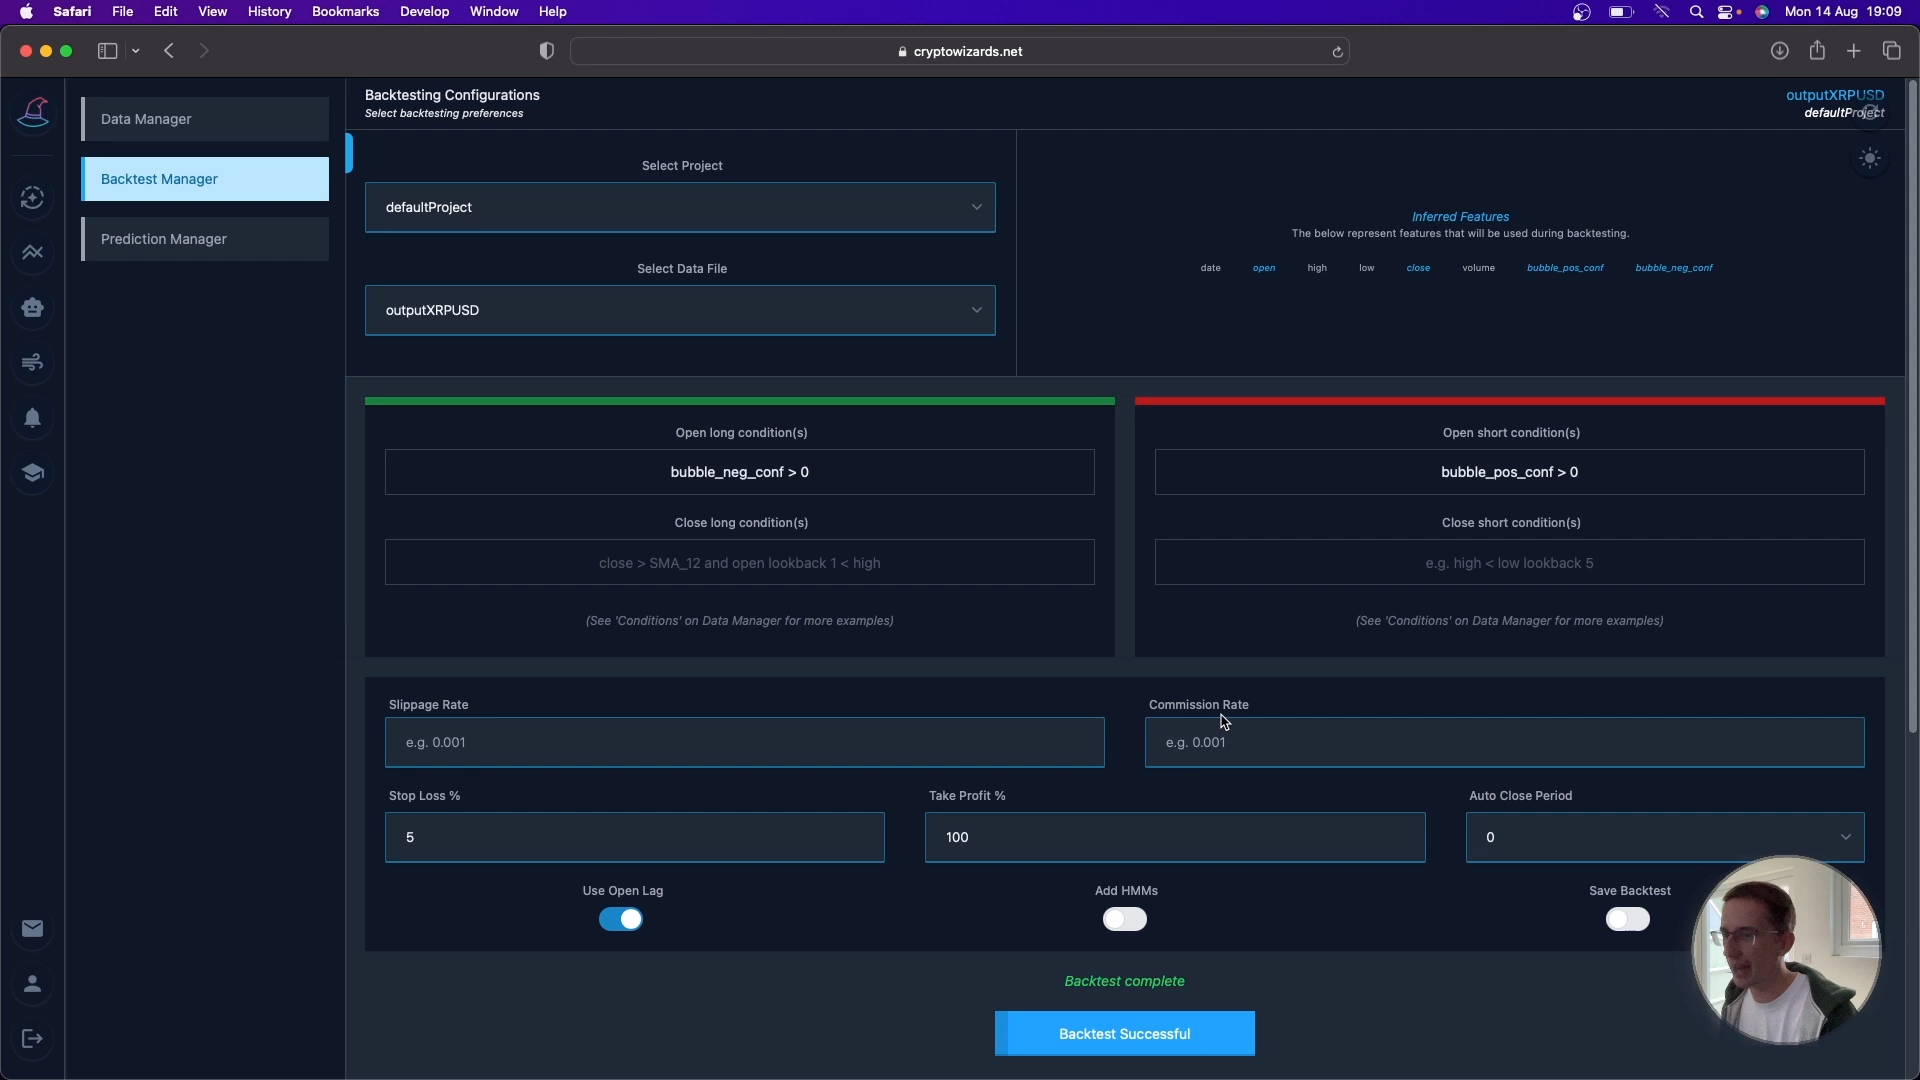 Safari File Edit View History Bookmarks Develop Window Help Mon 14 Aug 19:09
cryptowizards.net
Data Manager
Backtest Manager
Prediction Manager
Backtesting Configurations
Select backtesting preferences
outputXRPUSD
defaultProject
Select Project
defaultProject
Select Data File
outputXRPUSD
Inferred Features
The below represent features that will be used during backtesting.
date open high low close volume bubble_pos_conf bubble_neg_conf
Open long condition(s)
bubble_neg_conf > 0
Close long condition(s)
close > SMA_12 and open lookback 1 < high
(See 'Conditions' on Data Manager for more examples)
Open short condition(s)
bubble_pos_conf > 0
Close short condition(s)
e.g. high < low lookback 5
(See 'Conditions' on Data Manager for more examples)
Slippage Rate
e.g. 0.001
Commission Rate
e.g. 0.001
Stop Loss %
5
Take Profit %
100
Auto Close Period
0
Use Open Lag
Add HMMs
Save Backtest
Backtest complete
Backtest Successful